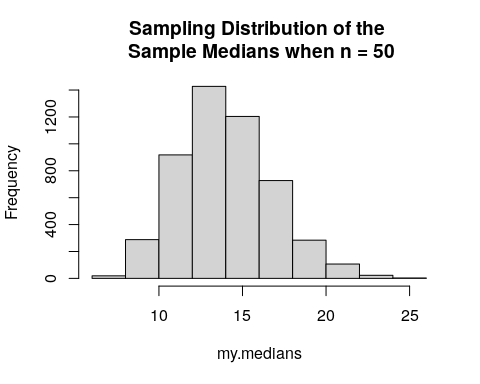 Sampling Distribution of the
Sample Medians when n = 50
Frequency
1200
800
400
0
10 15 20 25
my.medians